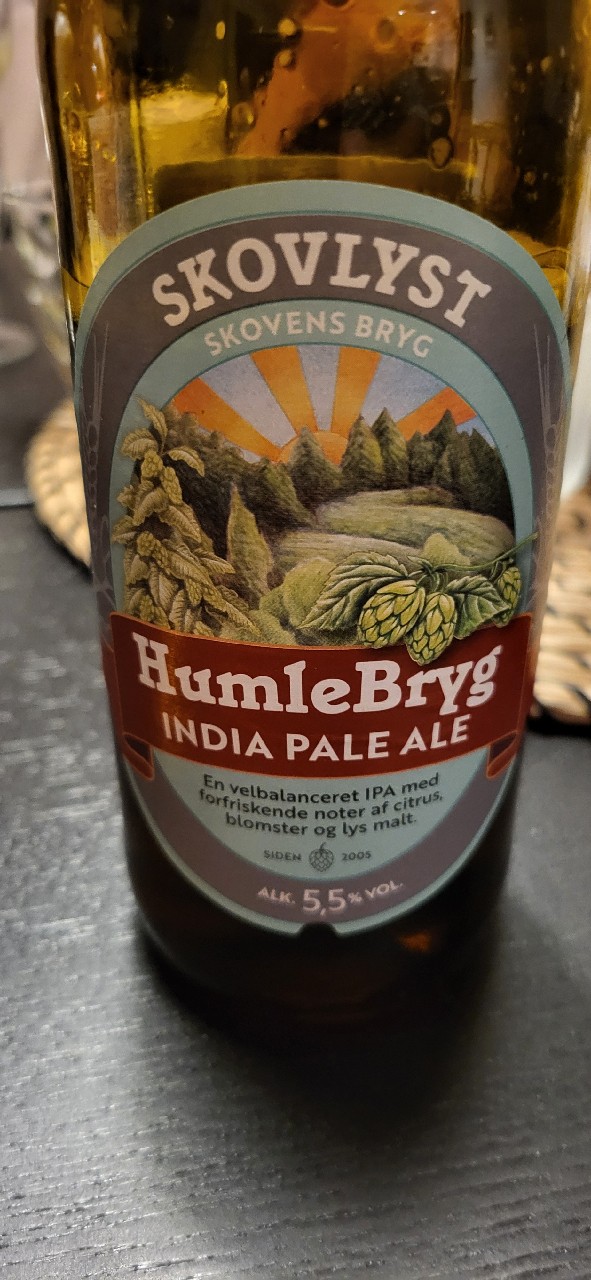 SKOVLYST
SKOVENS BRYG
HumleBryg
INDIA PALE ALE
En velbalanceret IPA med
forfriskende noter af citrus,
blomster og lys malt.
SIDEN 2005
ALK. 5,5% VOL.